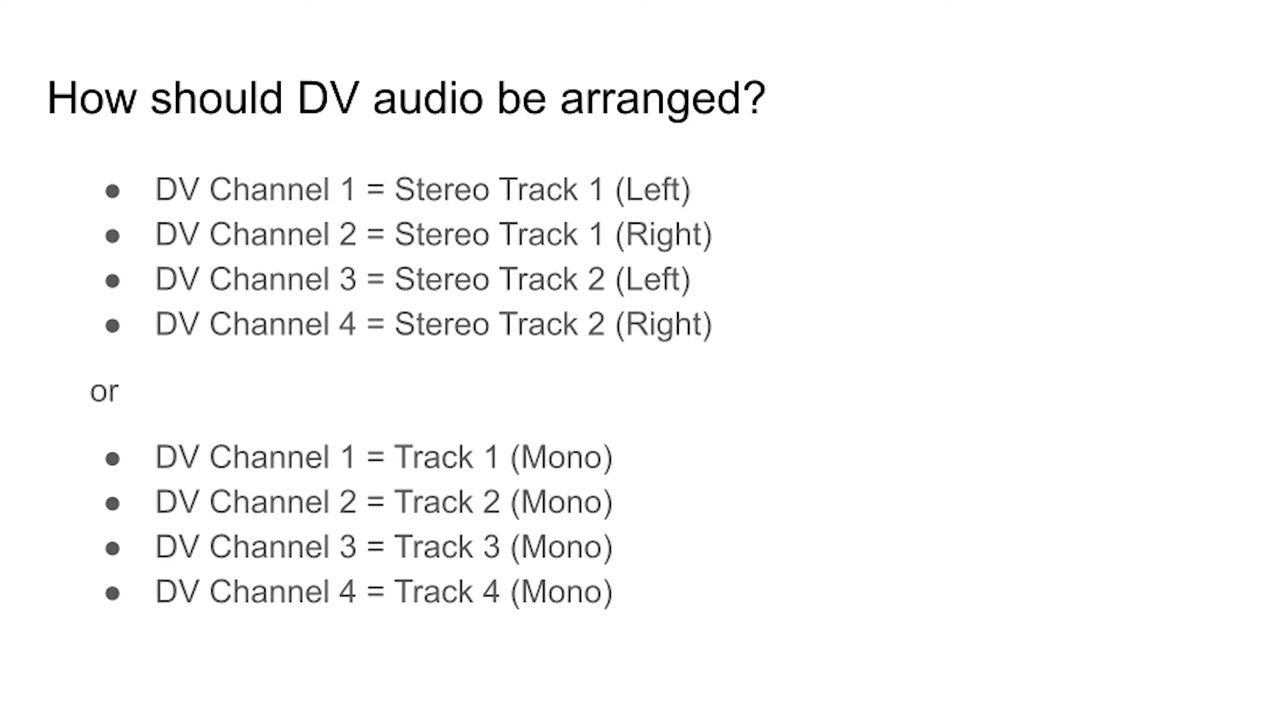 How should DV audio be arranged?
● DV Channel 1 = Stereo Track 1 (Left)
● DV Channel 2 = Stereo Track 1 (Right)
● DV Channel 3 = Stereo Track 2 (Left)
● DV Channel 4 = Stereo Track 2 (Right)
or
● DV Channel 1 = Track 1 (Mono)
● DV Channel 2 = Track 2 (Mono)
● DV Channel 3 = Track 3 (Mono)
● DV Channel 4 = Track 4 (Mono)